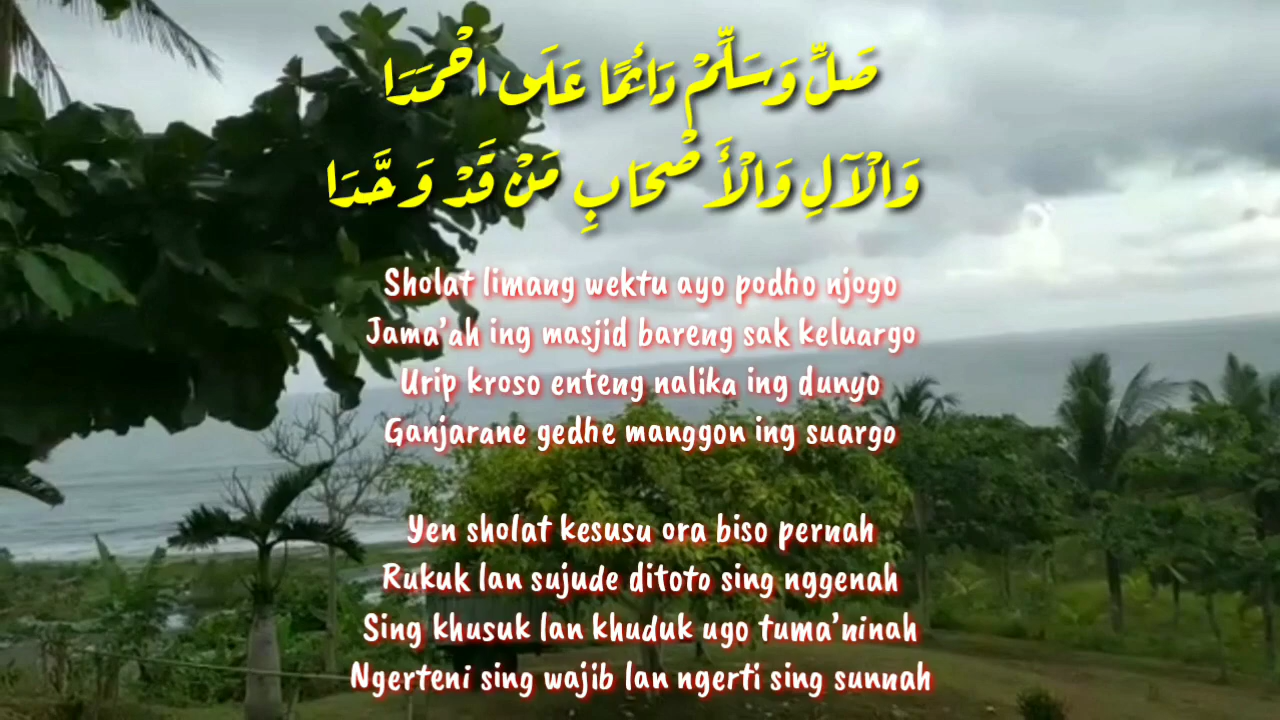 صَلِّ وَسَلِّمْ دَائِمًا عَلَى احْمَدَا
وَالْآلِ وَالْأَصْحَابِ مَنْ قَدْ وَحَّدَا
Sholat limang wektu ayo podho njogo
Jama'ah ing masjid bareng sak keluargo
Urip kroso enteng nalika ing dunyo
Ganjarane gedhe manggon ing suargo
Yen sholat kesusu ora biso pernah
Rukuk lan sujude ditoto sing nggenah
Sing khusuk lan khuduk ugo tuma'ninah
Ngerteni sing wajib lan ngerti sing sunnah